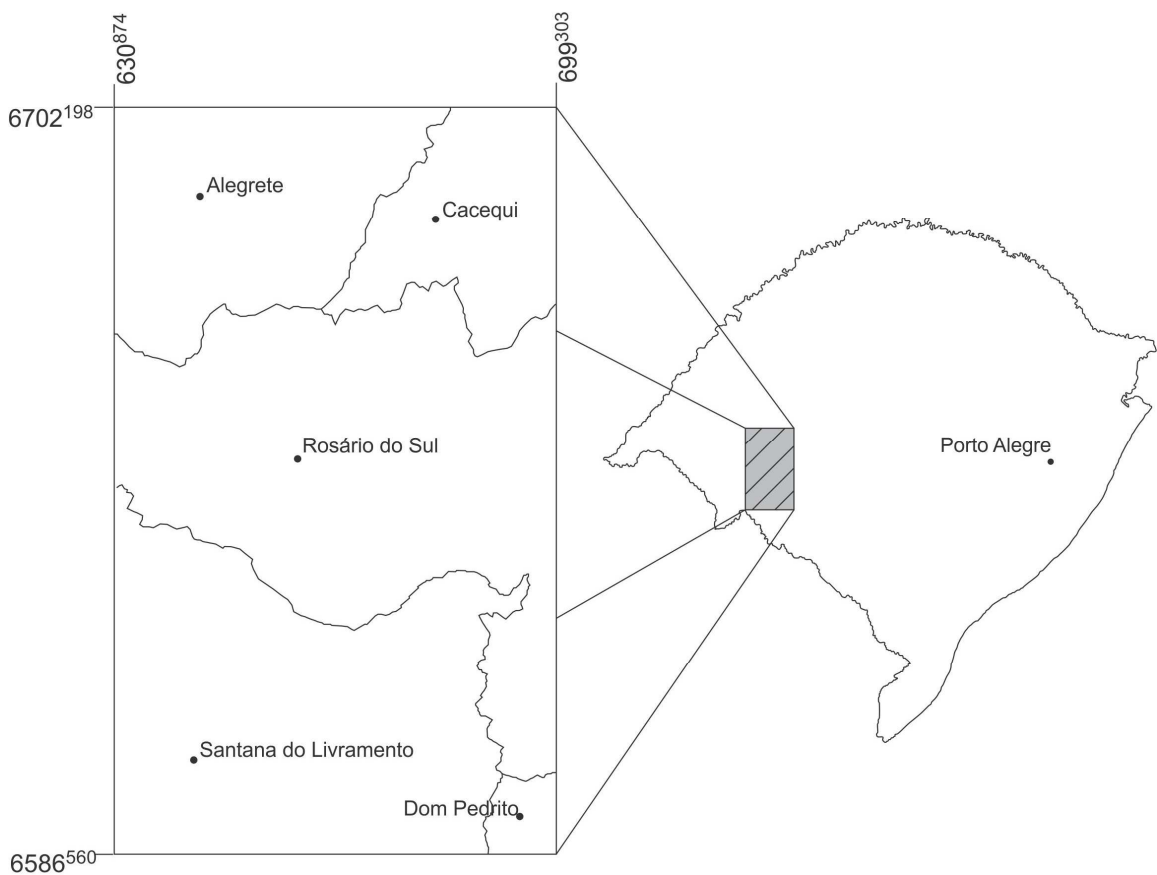 630874
699303
6702198
Alegrete
Cacequi
Rosário do Sul
Porto Alegre
Santana do Livramento
Dom Pedrito
6586560